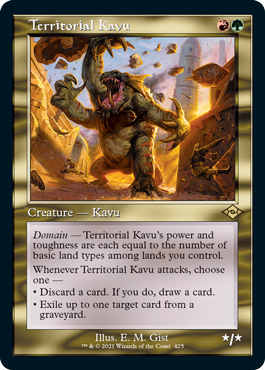 Territorial Kavu
Creature — Kavu
Domain — Territorial Kavu's power and
toughness are each equal to the number of
basic land types among lands you control.
Whenever Territorial Kavu attacks, choose
one —
• Discard a card. If you do, draw a card.
• Exile up to one target card from a
graveyard.
Illus. E. M. Gist
*/*
™ & © 2021 Wizards of the Coast 425